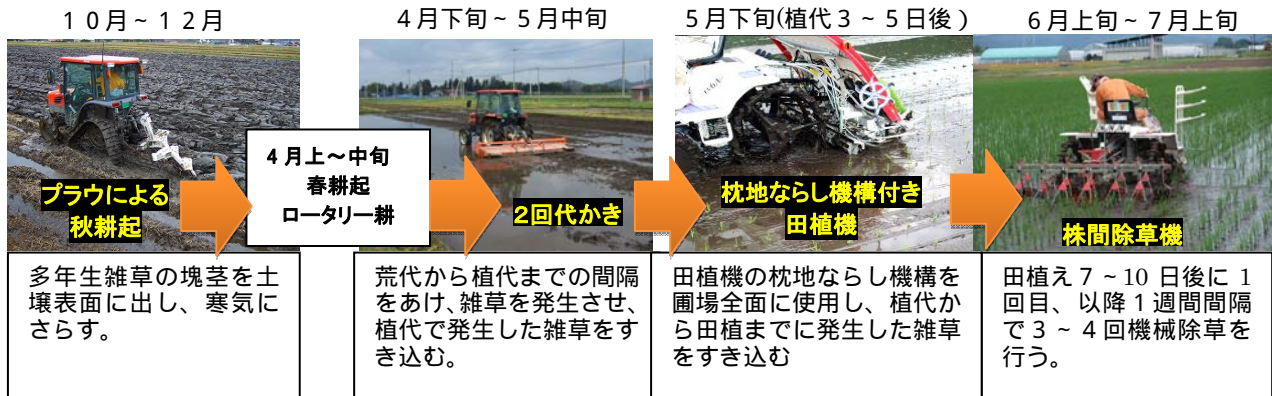 １０月～１２月
プラウによる
秋耕起
多年生雑草の塊茎を土
壌表面に出し、寒気に
さらす。
４月上～中旬
春耕起
ロータリー耕
４月下旬～５月中旬
２回代かき
荒代から植代までの間隔
をあけ、雑草を発生させ、
植代で発生した雑草をす
き込む。
５月下旬(植代３～５日後)
枕地ならし機構付き
田植機
田植機の枕地ならし機構を
圃場全面に使用し、植代か
ら田植までに発生した雑草
をすき込む
６月上旬～７月上旬
株間除草機
田植え７～10 日後に 1
回目、以降１週間間隔
で３～４回機械除草を
行う。